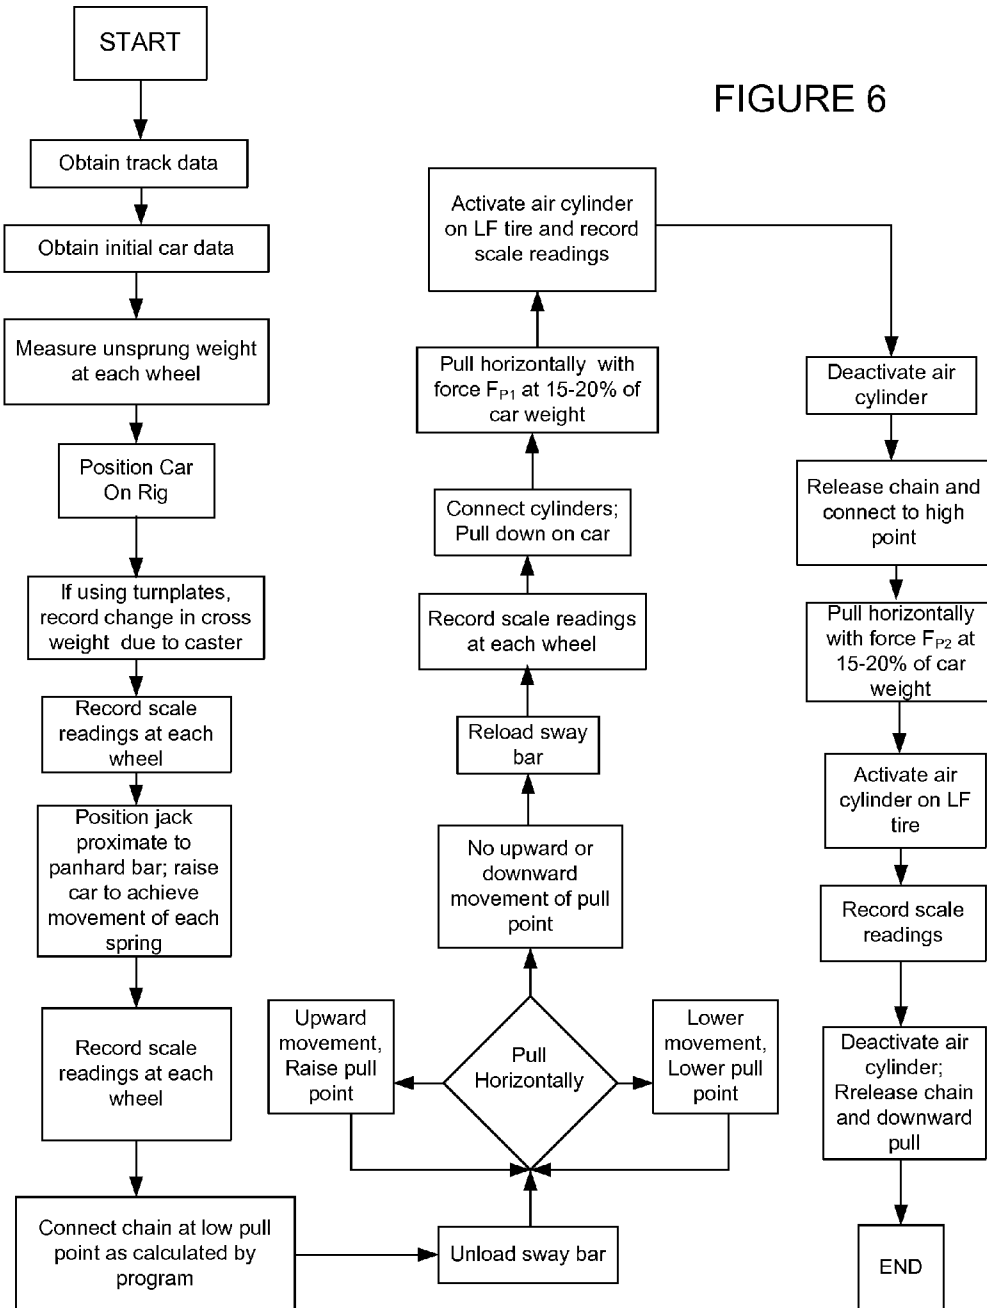 START
FIGURE 6
Obtain track data
Obtain initial car data
Measure unsprung weight
at each wheel
Position Car
On Rig
If using turnplates,
record change in cross
weight due to caster
Record scale
readings at each
wheel
Position jack
proximate to
panhard bar; raise
car to achieve
movement of each
spring
Record scale
readings at each
wheel
Connect chain at low pull
point as calculated by
program
Unload sway bar
Pull
Horizontally
Upward
movement,
Raise pull
point
Lower
movement,
Lower pull
point
No upward or
downward
movement of pull
point
Reload sway
bar
Record scale readings
at each wheel
Connect cylinders;
Pull down on car
Pull horizontally with
force FP1 at 15-20% of
car weight
Activate air cylinder
on LF tire and record
scale readings
Deactivate air
cylinder
Release chain and
connect to high
point
Pull horizontally
with force FP2 at
15-20% of car
weight
Activate air
cylinder on LF
tire
Record scale
readings
Deactivate air
cylinder;
Rrelease chain
and downward
pull
END